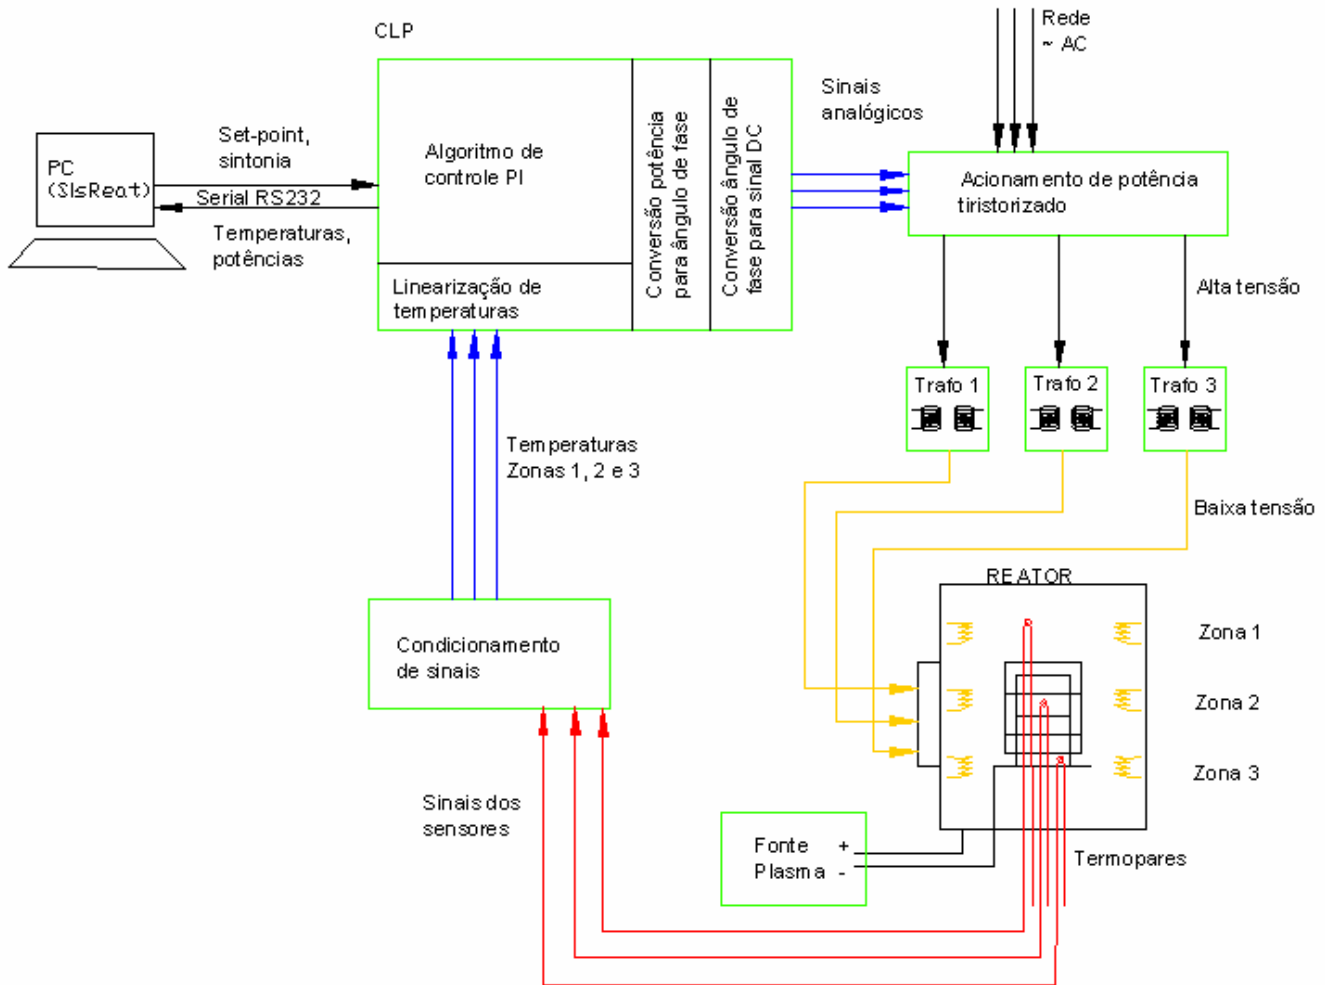 CLP
Rede
~ AC
Sinais
analógicos
Set-point,
sintonia
PC
(SisReat)
Serial RS232
Temperaturas,
potências
Algoritmo de
controle PI
Linearização de
temperaturas
Conversão potência
para ângulo de fase
Conversão ângulo de
fase para sinal DC
Acionamento de potência
tiristorizado
Alta tensão
Trafo 1
Trafo 2
Trafo 3
Temperaturas
Zonas 1, 2 e 3
Baixa tensão
REATOR
Zona 1
Zona 2
Zona 3
Condicionamento
de sinais
Sinais dos
sensores
Fonte +
Plasma -
Termopares